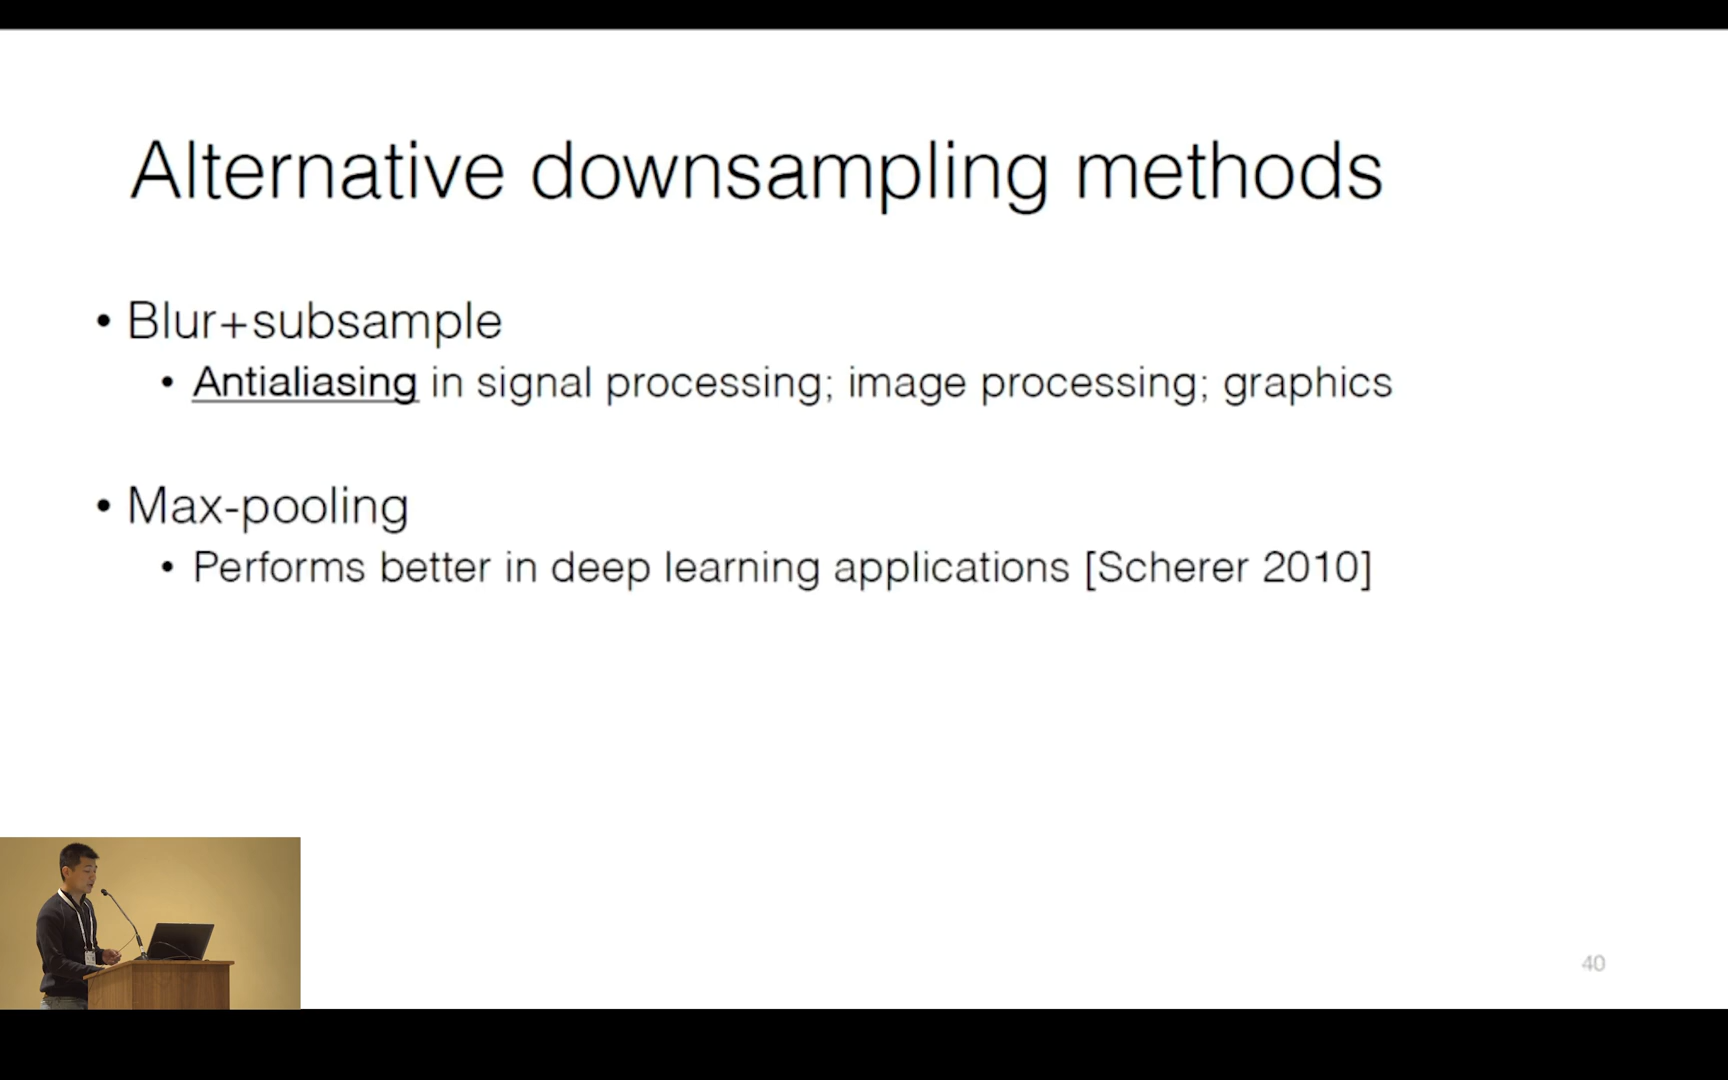 Alternative downsampling methods
• Blur+subsample
• Antialiasing in signal processing; image processing; graphics
• Max-pooling
• Performs better in deep learning applications [Scherer 2010]
40